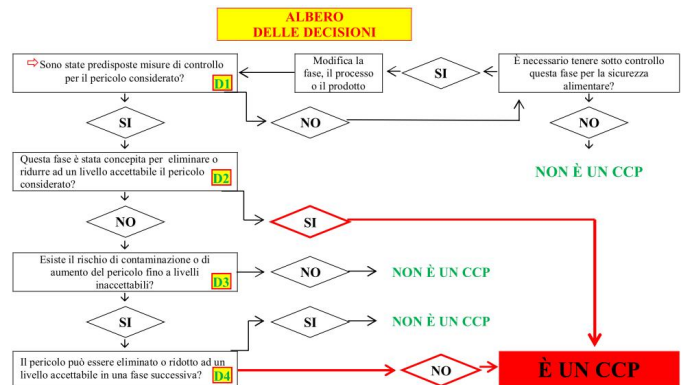 ALBERO
DELLE DECISIONI
⇨ Sono state predisposte misure di controllo
per il pericolo considerato?
D1
Modifica la
fase, il processo
o il prodotto
SI
È necessario tenere sotto controllo
questa fase per la sicurezza
alimentare?
SI
NO
NO
NON È UN CCP
Questa fase è stata concepita per eliminare o
ridurre ad un livello accettabile il pericolo
considerato?
D2
NO
SI
Esiste il rischio di contaminazione o di
aumento del pericolo fino a livelli
inaccettabili?
D3
NO
NON È UN CCP
SI
SI
NON È UN CCP
Il pericolo può essere eliminato o ridotto ad un
livello accettabile in una fase successiva?
D4
NO
È UN CCP